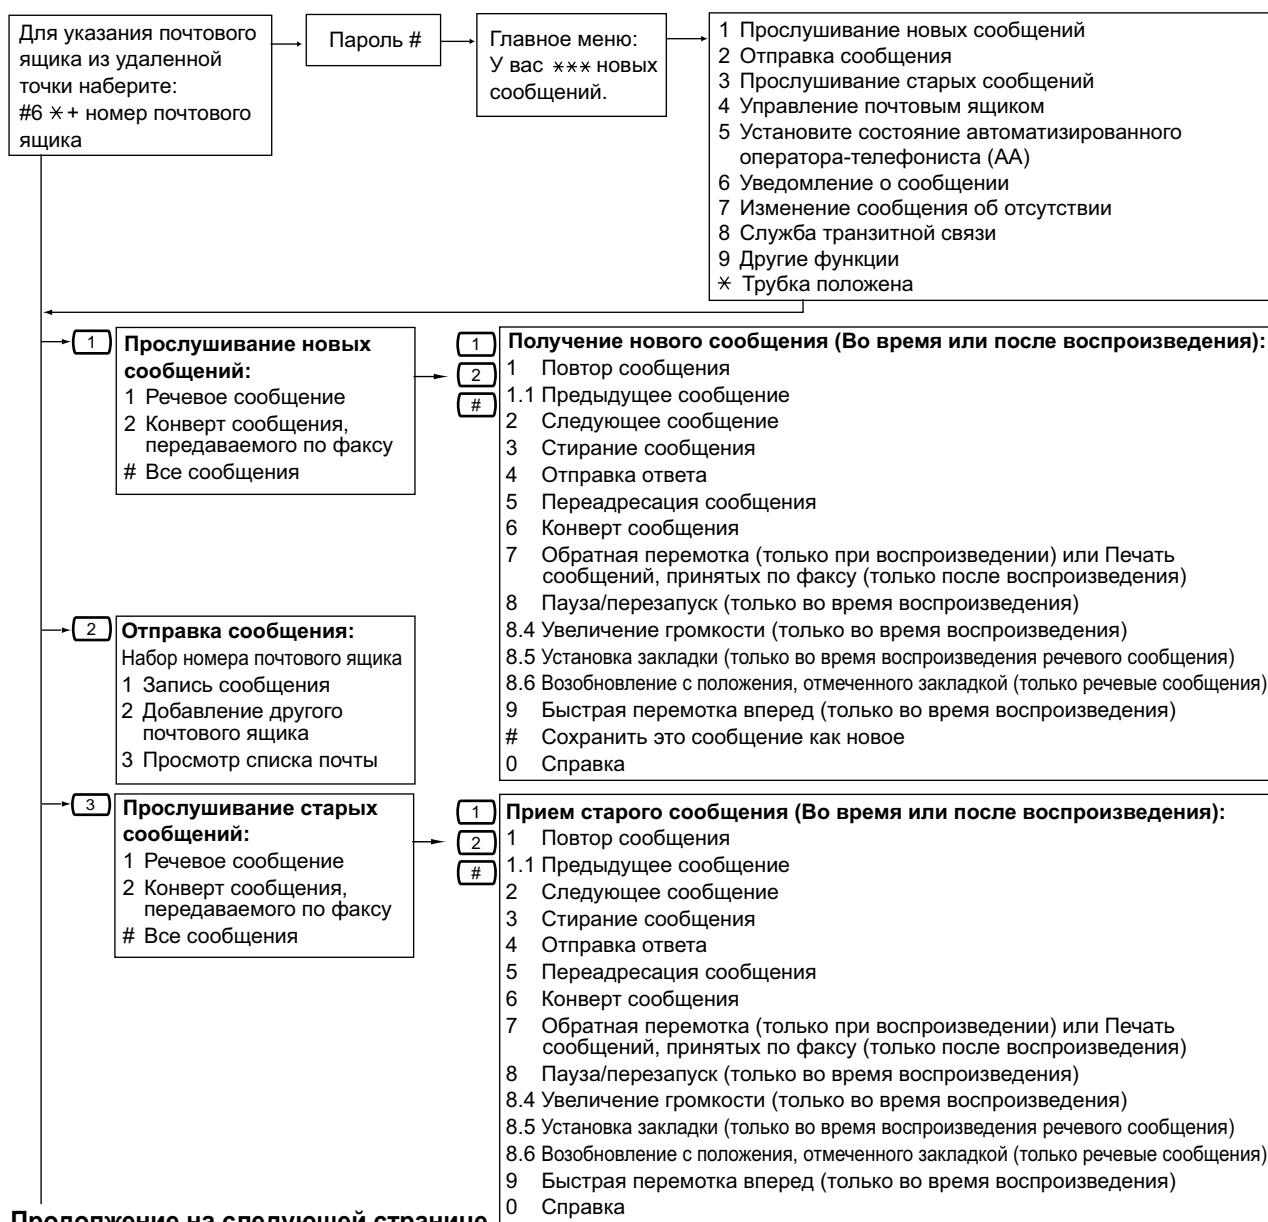 Для указания почтового
ящика из удаленной
точки наберите:
#6 ✳ + номер почтового
ящика
Пароль #
Главное меню:
У вас ✳✳✳ новых
сообщений.
1 Прослушивание новых сообщений
2 Отправка сообщения
3 Прослушивание старых сообщений
4 Управление почтовым ящиком
5 Установите состояние автоматизированного
оператора-телефониста (АА)
6 Уведомление о сообщении
7 Изменение сообщения об отсутствии
8 Служба транзитной связи
9 Другие функции
✳ Трубка положена
1
Прослушивание новых
сообщений:
1 Речевое сообщение
2 Конверт сообщения,
передаваемого по факсу
# Все сообщения
1
2
#
Получение нового сообщения (Во время или после воспроизведения):
1 Повтор сообщения
1.1 Предыдущее сообщение
2 Следующее сообщение
3 Стирание сообщения
4 Отправка ответа
5 Переадресация сообщения
6 Конверт сообщения
7 Обратная перемотка (только при воспроизведении) или Печать
сообщений, принятых по факсу (только после воспроизведения)
8 Пауза/перезапуск (только во время воспроизведения)
8.4 Увеличение громкости (только во время воспроизведения)
8.5 Установка закладки (только во время воспроизведения речевого сообщения)
8.6 Возобновление с положения, отмеченного закладкой (только речевые сообщения)
9 Быстрая перемотка вперед (только во время воспроизведения)
# Сохранить это сообщение как новое
0 Справка
2
Отправка сообщения:
Набор номера почтового ящика
1 Запись сообщения
2 Добавление другого
почтового ящика
3 Просмотр списка почты
3
Прослушивание старых
сообщений:
1 Речевое сообщение
2 Конверт сообщения,
передаваемого по факсу
# Все сообщения
1
2
#
Прием старого сообщения (Во время или после воспроизведения):
1 Повтор сообщения
1.1 Предыдущее сообщение
2 Следующее сообщение
3 Стирание сообщения
4 Отправка ответа
5 Переадресация сообщения
6 Конверт сообщения
7 Обратная перемотка (только при воспроизведении) или Печать
сообщений, принятых по факсу (только после воспроизведения)
8 Пауза/перезапуск (только во время воспроизведения)
8.4 Увеличение громкости (только во время воспроизведения)
8.5 Установка закладки (только во время воспроизведения речевого сообщения)
8.6 Возобновление с положения, отмеченного закладкой (только речевые сообщения)
9 Быстрая перемотка вперед (только во время воспроизведения)
0 Справка
Продолжение на следующей странице